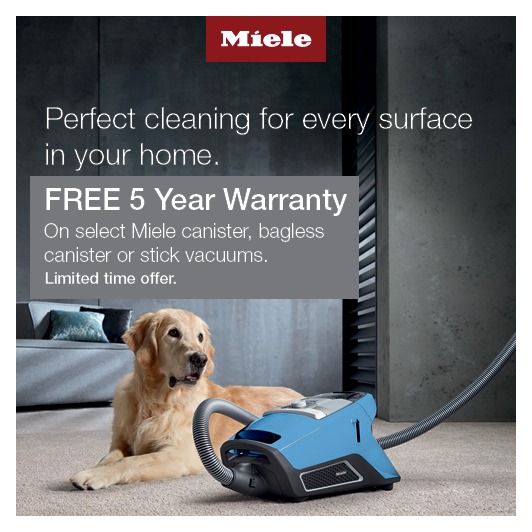 Miele
Perfect cleaning for every surface
in your home.
FREE 5 Year Warranty
On select Miele canister, bagless
canister or stick vacuums.
Limited time offer.